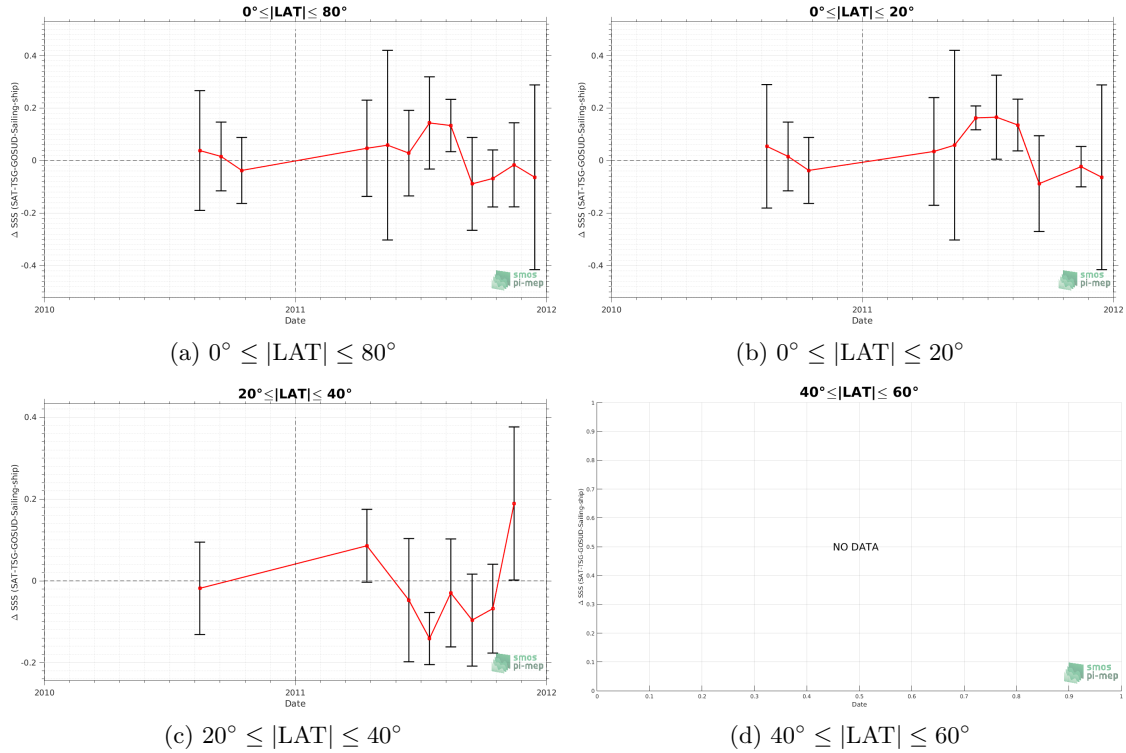 0°≤|LAT|≤ 80°
0.4
0.2
0
-0.2
-0.4
Δ SSS (SAT-TSG-GOSUD-Sailing-ship)
2010
2011
2012
Date
smos
pi-mep
(a) 0° ≤ |LAT| ≤ 80°
0°≤|LAT|≤ 20°
0.4
0.2
0
-0.2
-0.4
Δ SSS (SAT-TSG-GOSUD-Sailing-ship)
2010
2011
2012
Date
smos
pi-mep
(b) 0° ≤ |LAT| ≤ 20°
20°≤|LAT|≤ 40°
0.4
0.2
0
-0.2
Δ SSS (SAT-TSG-GOSUD-Sailing-ship)
2010
2011
2012
Date
smos
pi-mep
(c) 20° ≤ |LAT| ≤ 40°
40°≤|LAT|≤ 60°
1
0.9
0.8
0.7
0.6
0.5
0.4
0.3
0.2
0.1
0
Δ SSS (SAT-TSG-GOSUD-Sailing-ship)
NO DATA
0 0.1 0.2 0.3 0.4 0.5 0.6 0.7 0.8 0.9 1
Date
smos
pi-mep
(d) 40° ≤ |LAT| ≤ 60°